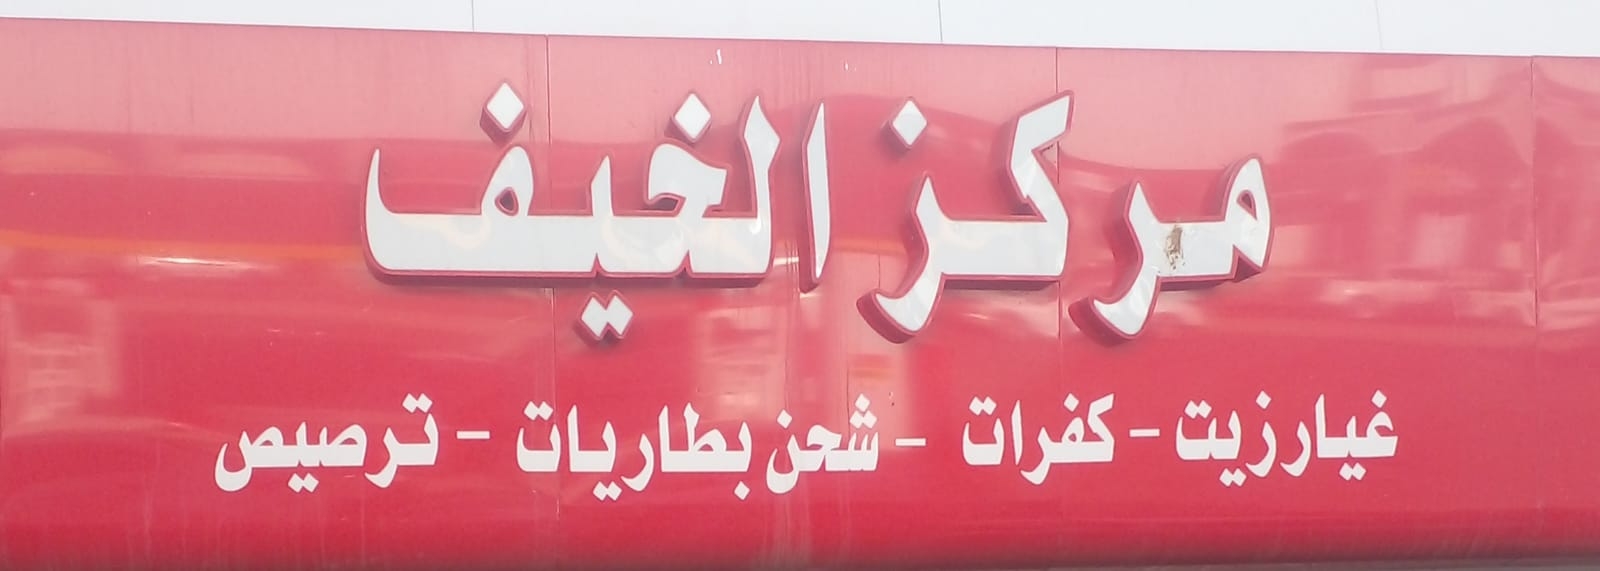 مركز الخيف
غيار زيت - كفرات - شحن بطاريات - ترصيص